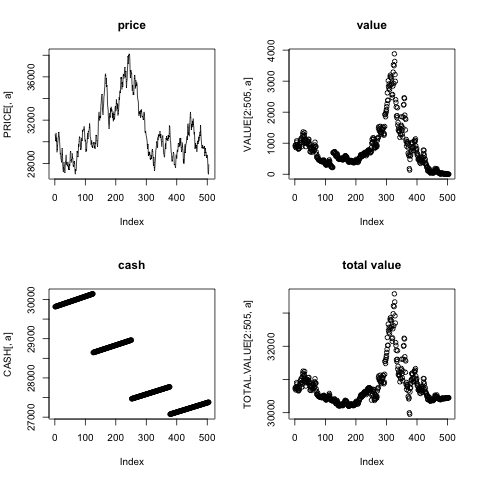 price
PRICE[, a]
28000 32000 36000
0 100 200 300 400 500
Index
value
VALUE[2:505, a]
0 1000 2000 3000 4000
0 100 200 300 400 500
Index
cash
CASH[, a]
27000 28000 29000 30000
0 100 200 300 400 500
Index
total value
TOTAL.VALUE[2:505, a]
30000 32000
0 100 200 300 400 500
Index